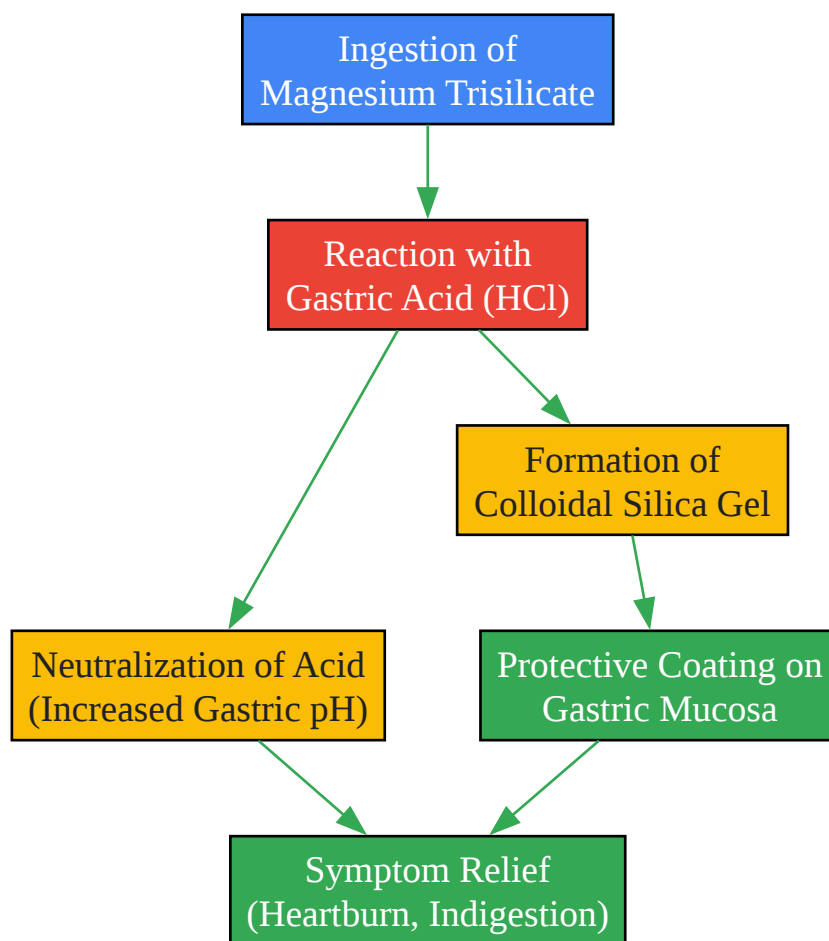 Ingestion of
Magnesium Trisilicate
Reaction with
Gastric Acid (HCl)
Formation of
Colloidal Silica Gel
Neutralization of Acid
(Increased Gastric pH)
Protective Coating on
Gastric Mucosa
Symptom Relief
(Heartburn, Indigestion)